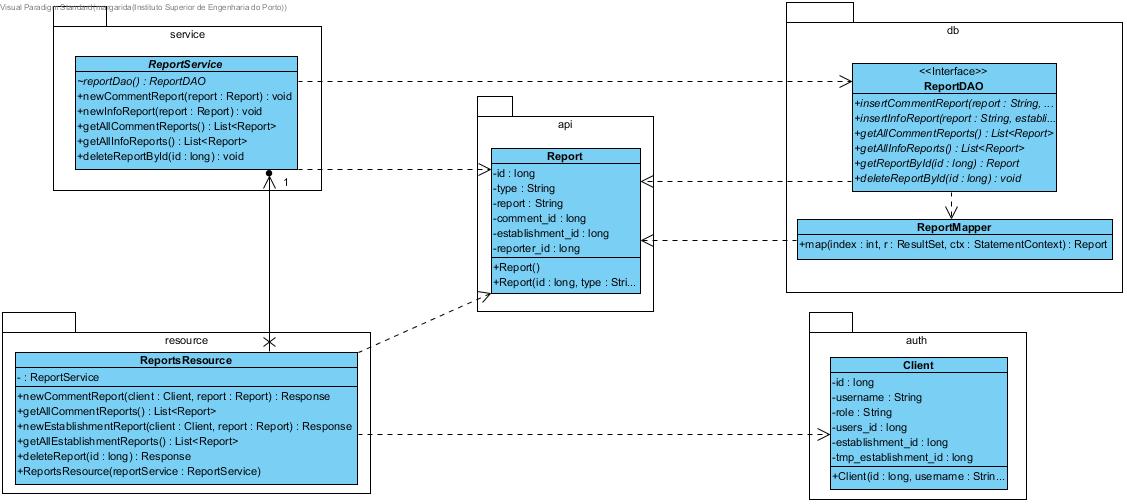 Visual Paradigm Standard(margarida(Instituto Superior de Engenharia do Porto))
service
ReportService
~reportDao() : ReportDAO
+newCommentReport(report : Report) : void
+newInfoReport(report : Report) : void
+getAllCommentReports() : List<Report>
+getAllInfoReports() : List<Report>
+deleteReportById(id : long) : void
1
api
Report
-id : long
-type : String
-report : String
-comment_id : long
-establishment_id : long
-reporter_id : long
+Report()
+Report(id : long, type : Stri...
db
<<Interface>>
ReportDAO
+insertCommentReport(report : String, ...
+insertInfoReport(report : String, establi...
+getAllCommentReports() : List<Report>
+getAllInfoReports() : List<Report>
+getReportById(id : long) : Report
+deleteReportById(id : long) : void
ReportMapper
+map(index : int, r : ResultSet, ctx : StatementContext) : Report
resource
ReportsResource
- : ReportService
+newCommentReport(client : Client, report : Report) : Response
+getAllCommentReports() : List<Report>
+newEstablishmentReport(client : Client, report : Report) : Response
+getAllEstablishmentReports() : List<Report>
+deleteReport(id : long) : Response
+ReportsResource(reportService : ReportService)
auth
Client
-id : long
-username : String
-role : String
-users_id : long
-establishment_id : long
-tmp_establishment_id : long
+Client(id : long, username : Strin...